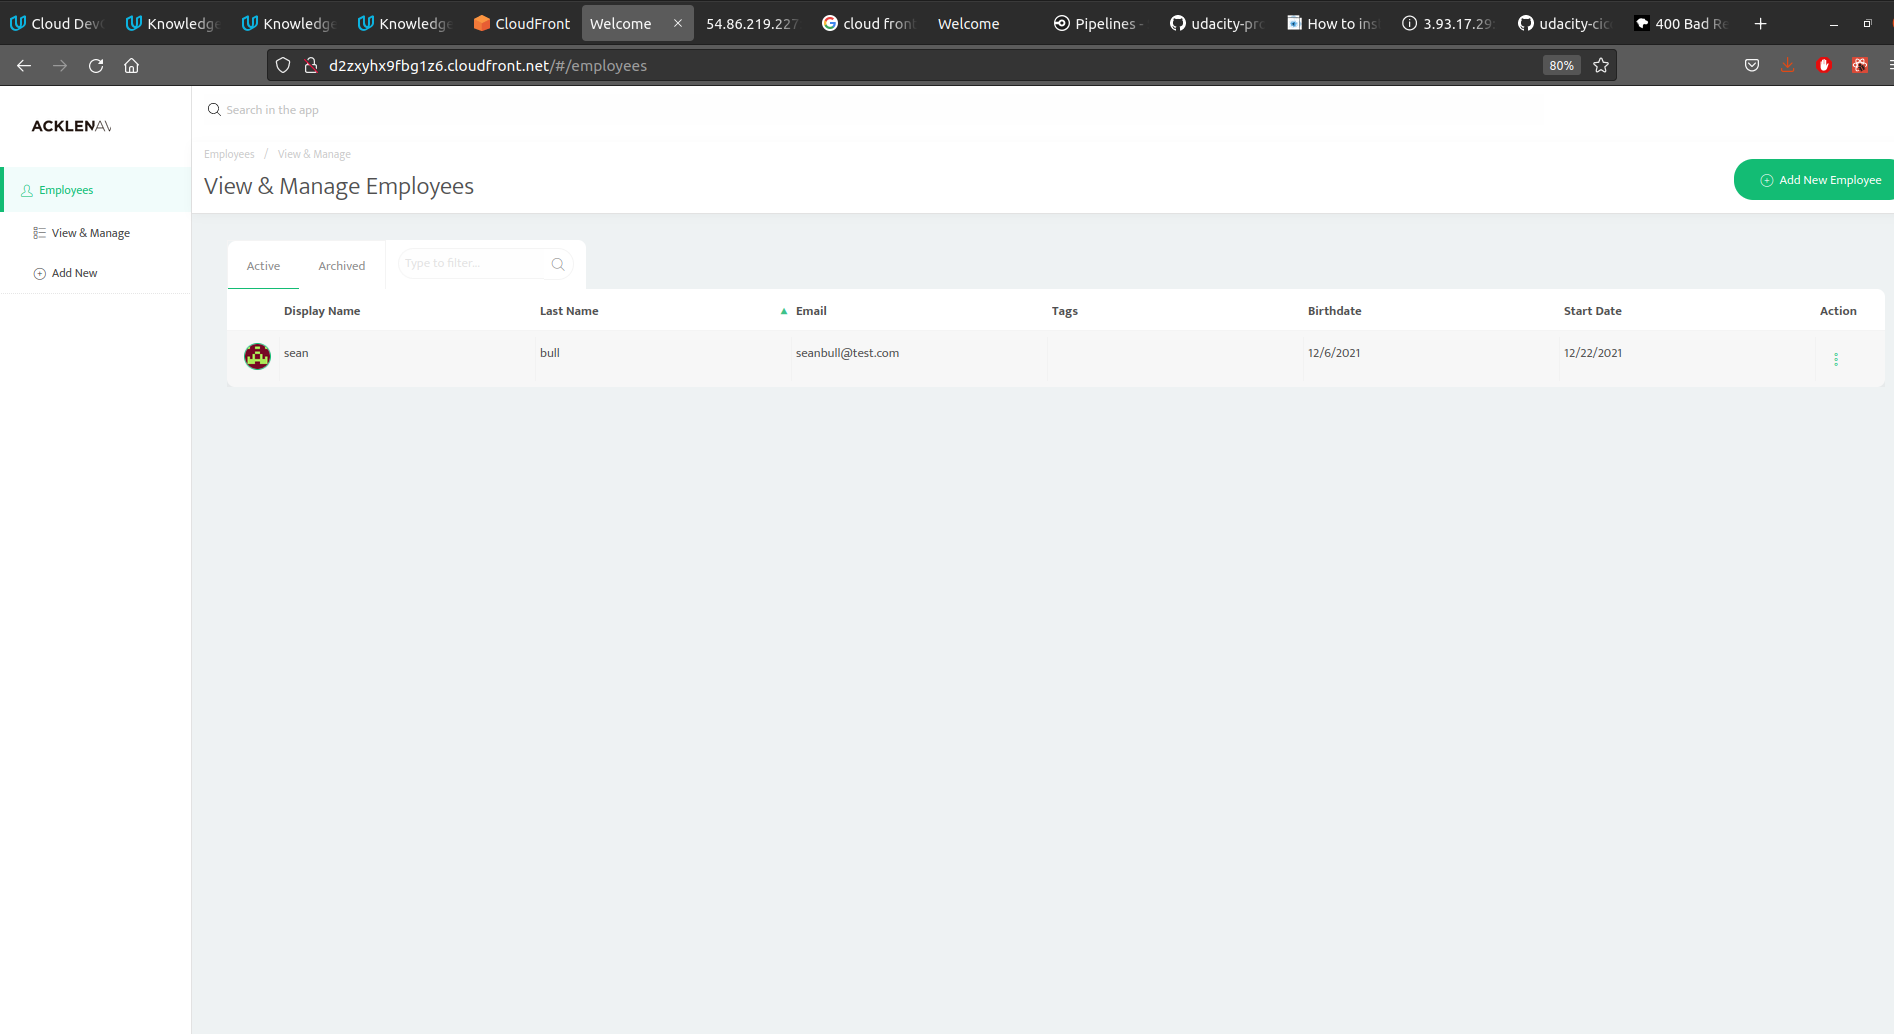 Cloud Dev Knowledge Knowledge Knowledge CloudFront Welcome 54.86.219.227 cloud front Welcome Pipelines - udacity-pro How to inst 3.93.17.29 udacity-cic 400 Bad Re
d2zxyhx9fbg1z6.cloudfront.net/#/employees 80%
ACKLENAV
Search in the app
Employees / View & Manage
View & Manage Employees
Add New Employee
Employees
View & Manage
Add New
Active Archived Type to filter...
Display Name Last Name Email Tags Birthdate Start Date Action
sean bull seanbull@test.com 12/6/2021 12/22/2021